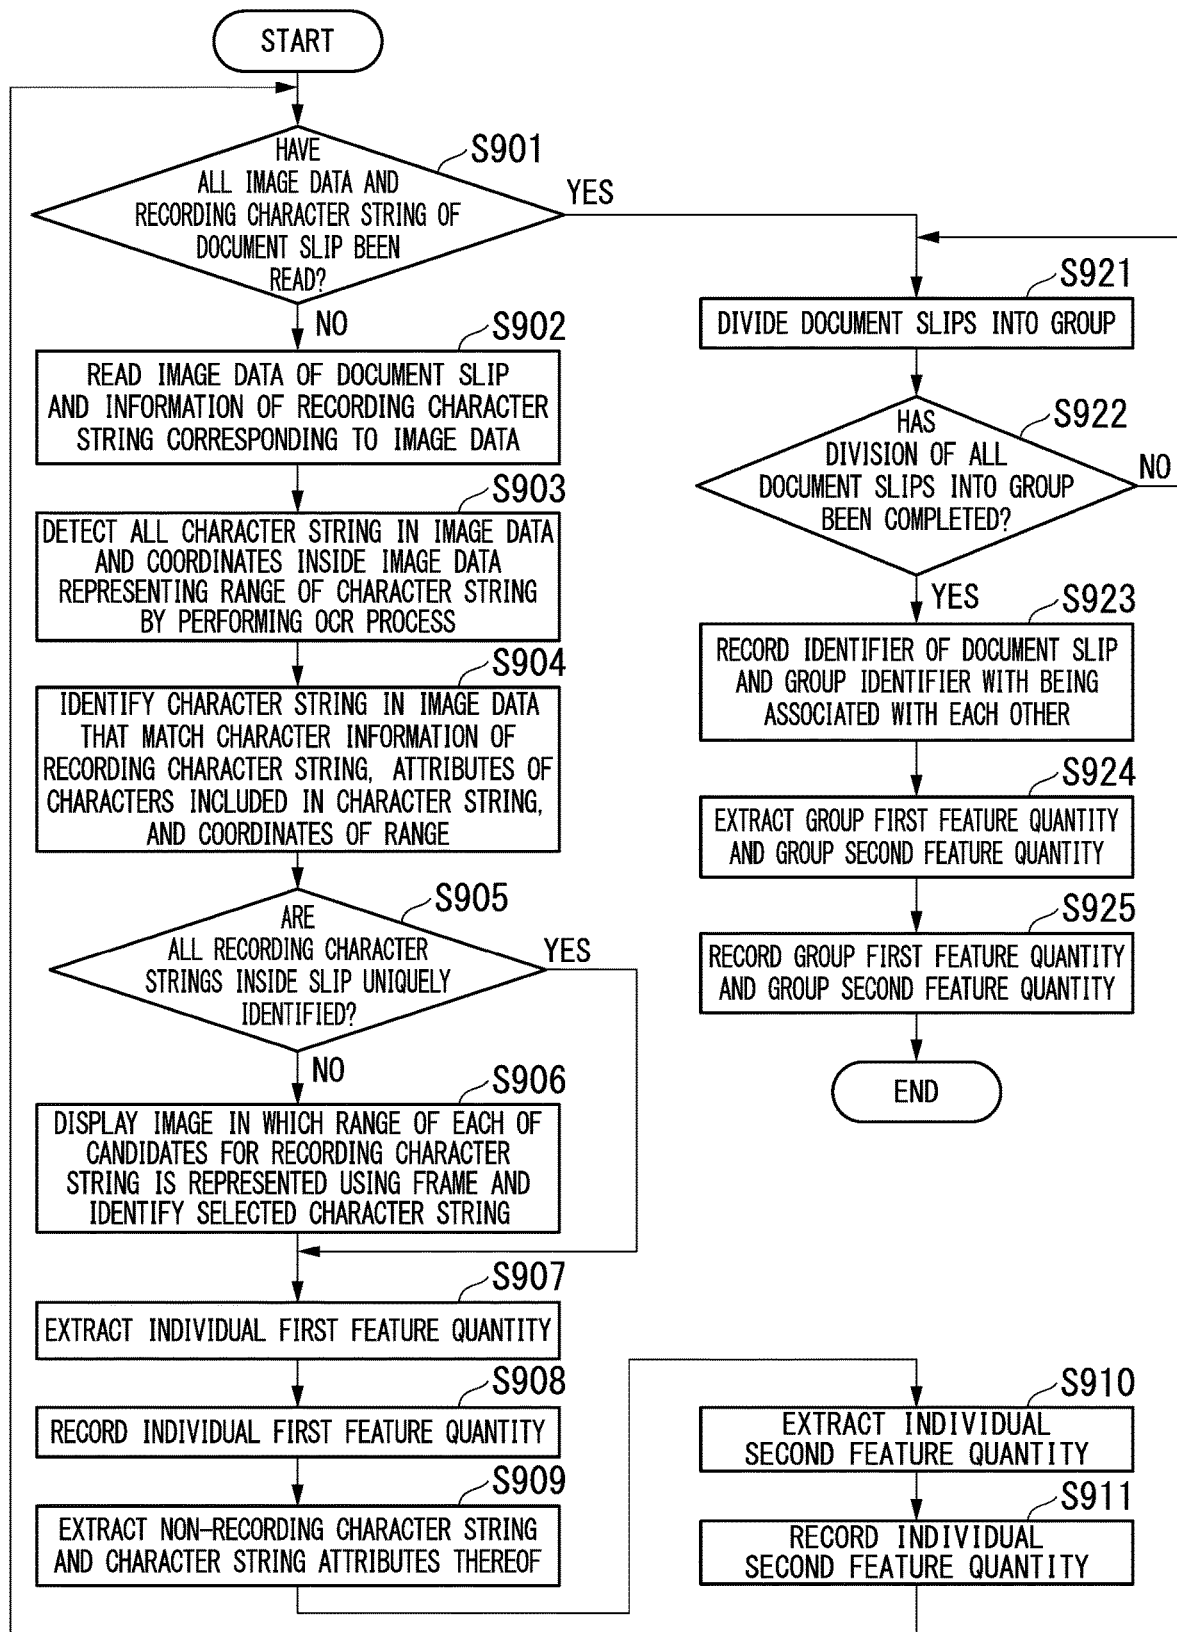 START
HAVE
ALL IMAGE DATA AND
RECORDING CHARACTER STRING OF
DOCUMENT SLIP BEEN
READ?
S901
YES
NO
S902
READ IMAGE DATA OF DOCUMENT SLIP
AND INFORMATION OF RECORDING CHARACTER
STRING CORRESPONDING TO IMAGE DATA
S903
DETECT ALL CHARACTER STRING IN IMAGE DATA
AND COORDINATES INSIDE IMAGE DATA
REPRESENTING RANGE OF CHARACTER STRING
BY PERFORMING OCR PROCESS
S904
IDENTIFY CHARACTER STRING IN IMAGE DATA
THAT MATCH CHARACTER INFORMATION OF
RECORDING CHARACTER STRING, ATTRIBUTES OF
CHARACTERS INCLUDED IN CHARACTER STRING,
AND COORDINATES OF RANGE
S905
ARE
ALL RECORDING CHARACTER
STRINGS INSIDE SLIP UNIQUELY
IDENTIFIED?
YES
NO
S906
DISPLAY IMAGE IN WHICH RANGE OF EACH OF
CANDIDATES FOR RECORDING CHARACTER
STRING IS REPRESENTED USING FRAME AND
IDENTIFY SELECTED CHARACTER STRING
S907
EXTRACT INDIVIDUAL FIRST FEATURE QUANTITY
S908
RECORD INDIVIDUAL FIRST FEATURE QUANTITY
S909
EXTRACT NON-RECORDING CHARACTER STRING
AND CHARACTER STRING ATTRIBUTES THEREOF
S910
EXTRACT INDIVIDUAL
SECOND FEATURE QUANTITY
S911
RECORD INDIVIDUAL
SECOND FEATURE QUANTITY
S921
DIVIDE DOCUMENT SLIPS INTO GROUP
S922
HAS
DIVISION OF ALL
DOCUMENT SLIPS INTO GROUP
BEEN COMPLETED?
NO
YES
S923
RECORD IDENTIFIER OF DOCUMENT SLIP
AND GROUP IDENTIFIER WITH BEING
ASSOCIATED WITH EACH OTHER
S924
EXTRACT GROUP FIRST FEATURE QUANTITY
AND GROUP SECOND FEATURE QUANTITY
S925
RECORD GROUP FIRST FEATURE QUANTITY
AND GROUP SECOND FEATURE QUANTITY
END